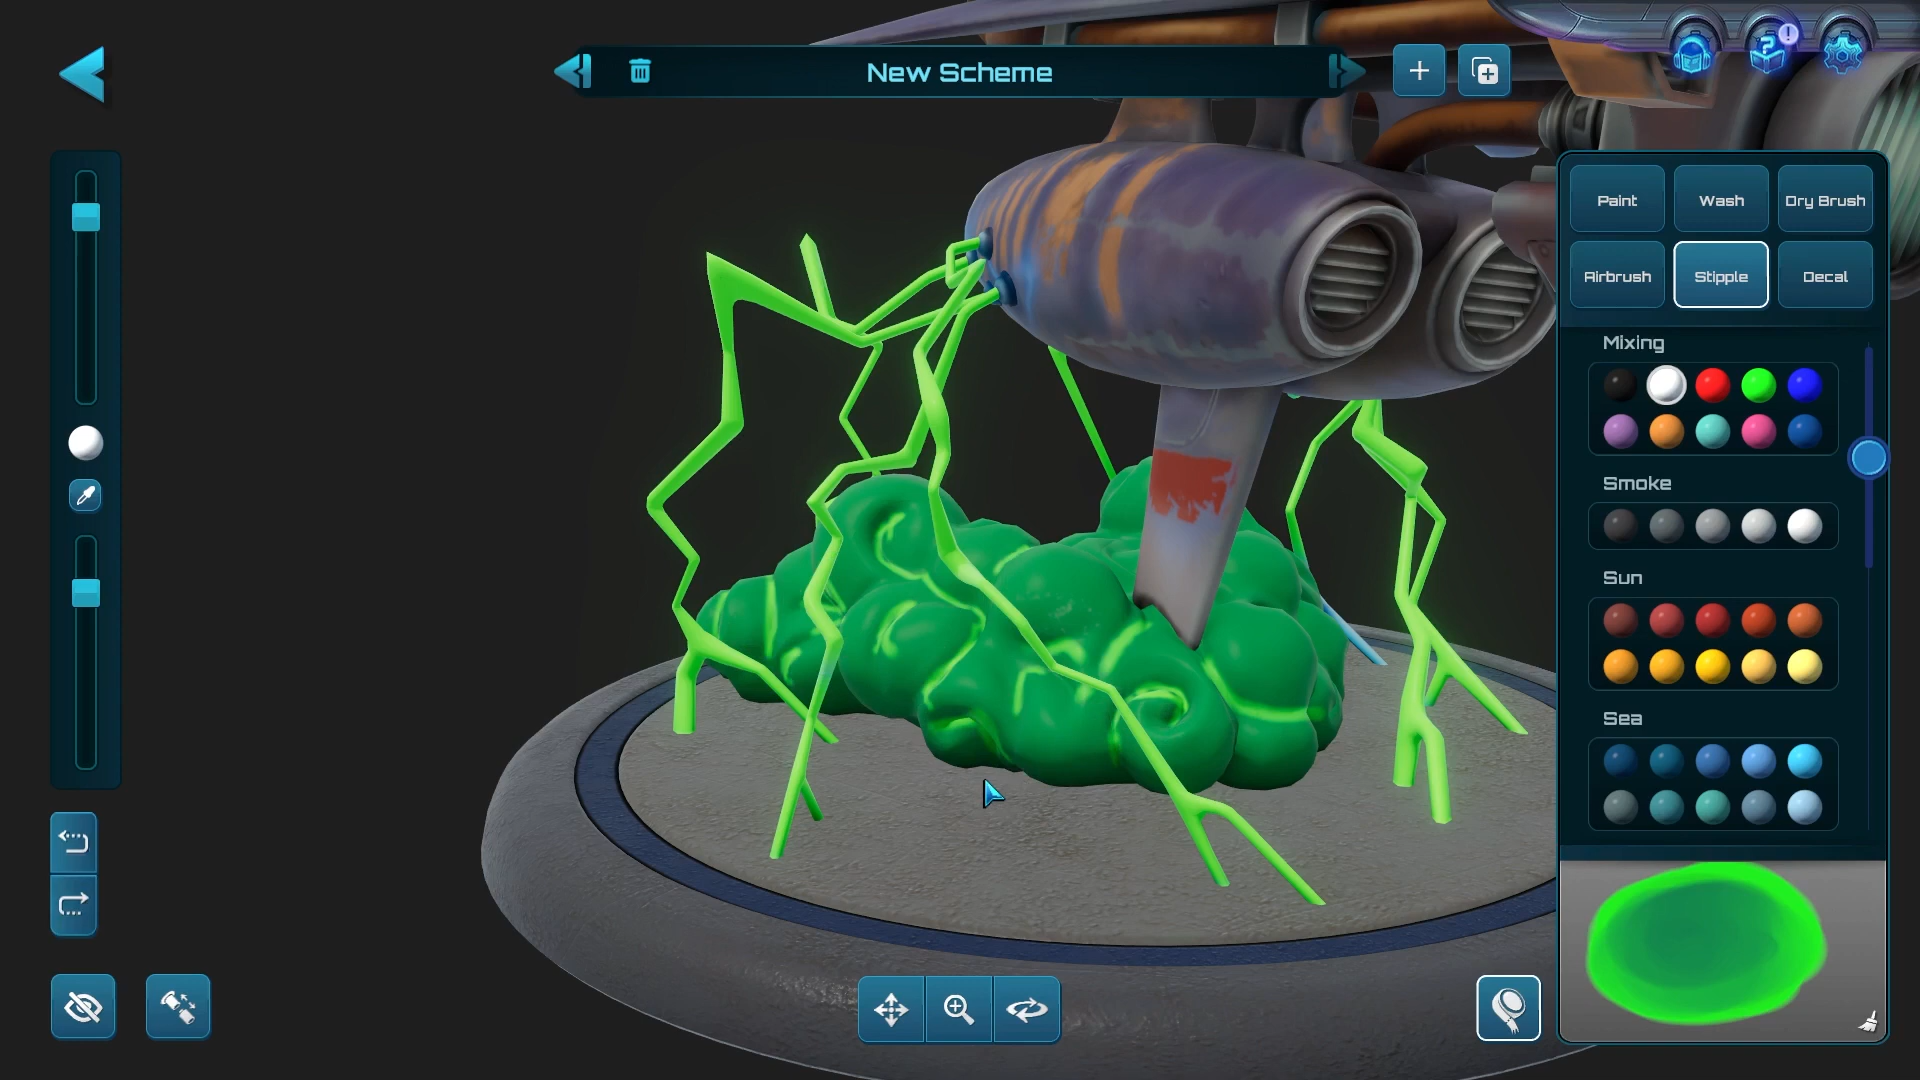 New Scheme
Paint
Wash
Dry Brush
Airbrush
Stipple
Decal
Mixing
Smoke
Sun
Sea